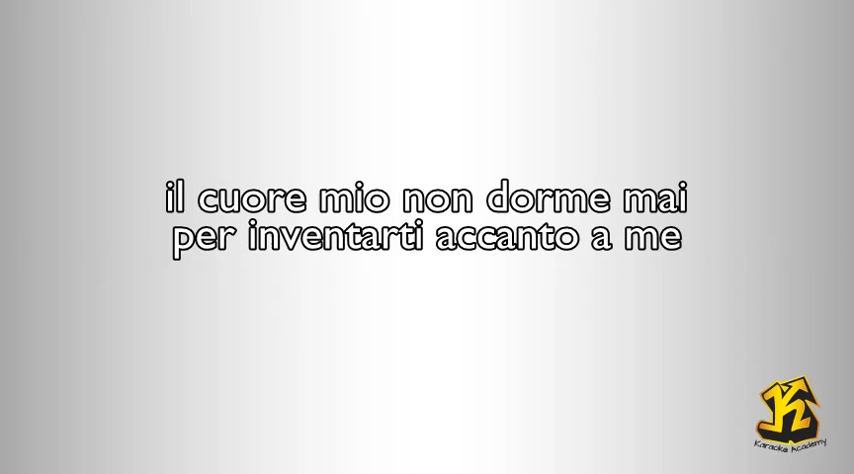 il cuore mio non dorme mai
per inventarti accanto a me
K
Karaoke Academy